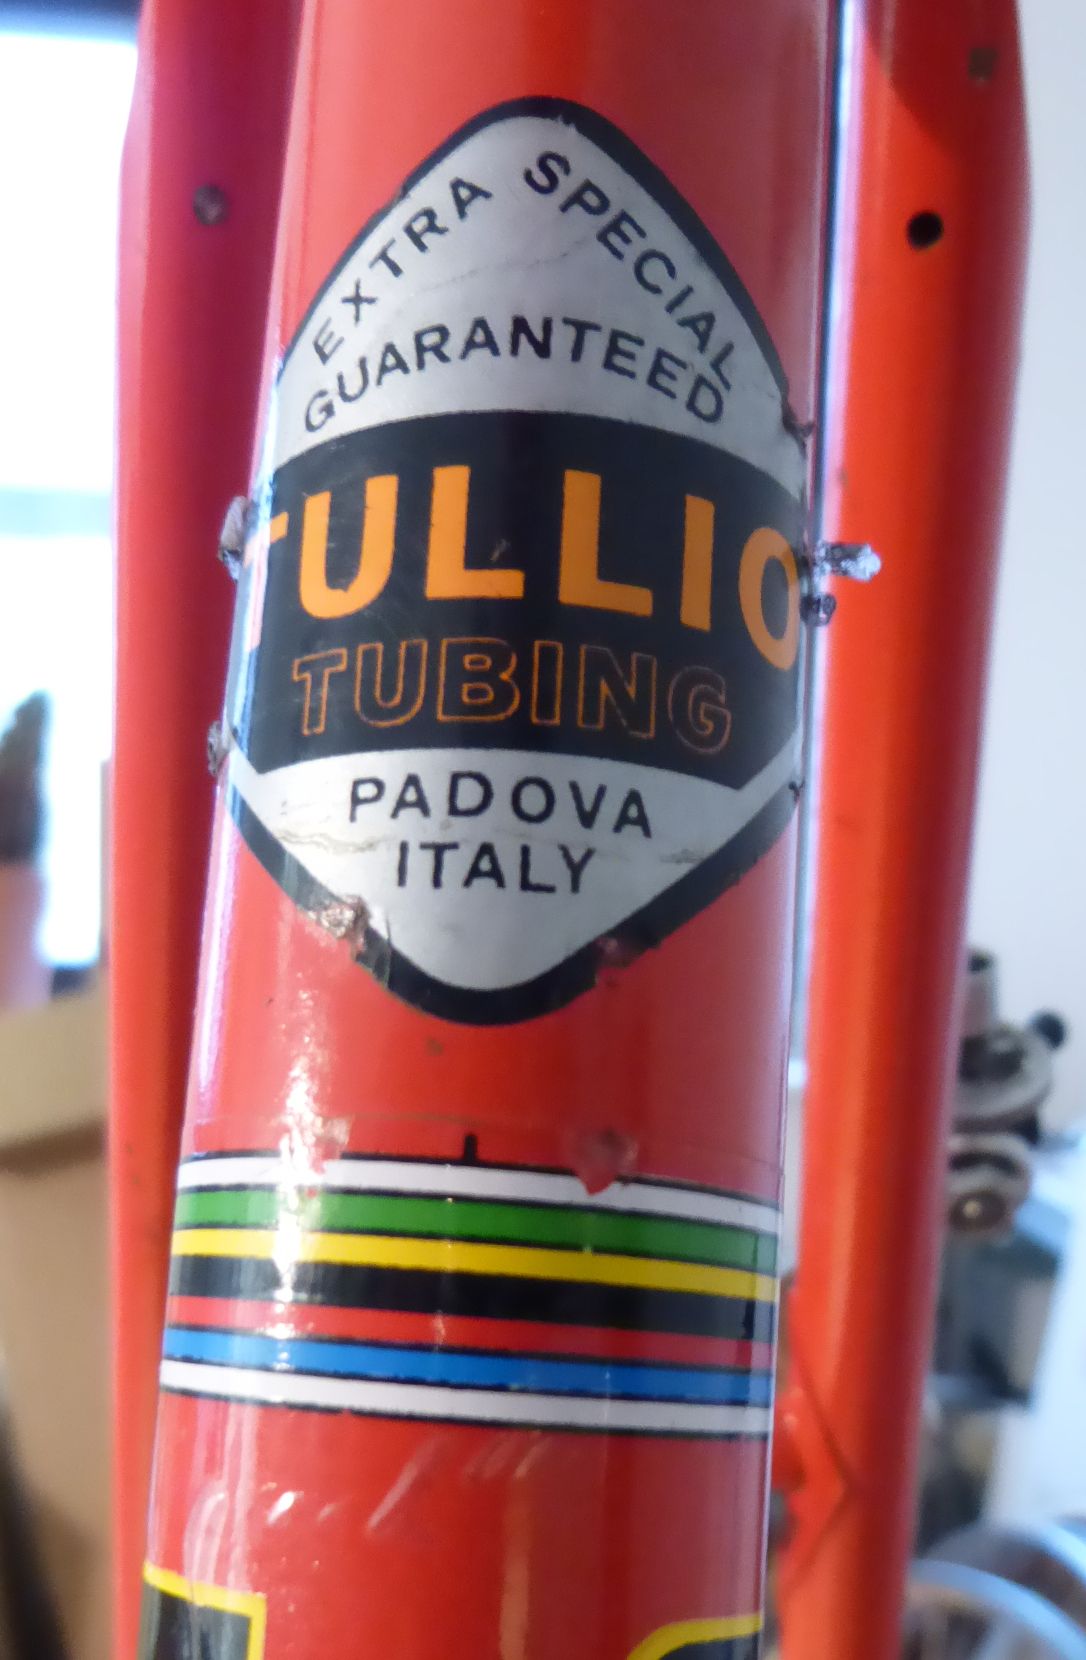 EXTRA SPECIAL
GUARANTEED
TULLIO
TUBING
PADOVA
ITALY